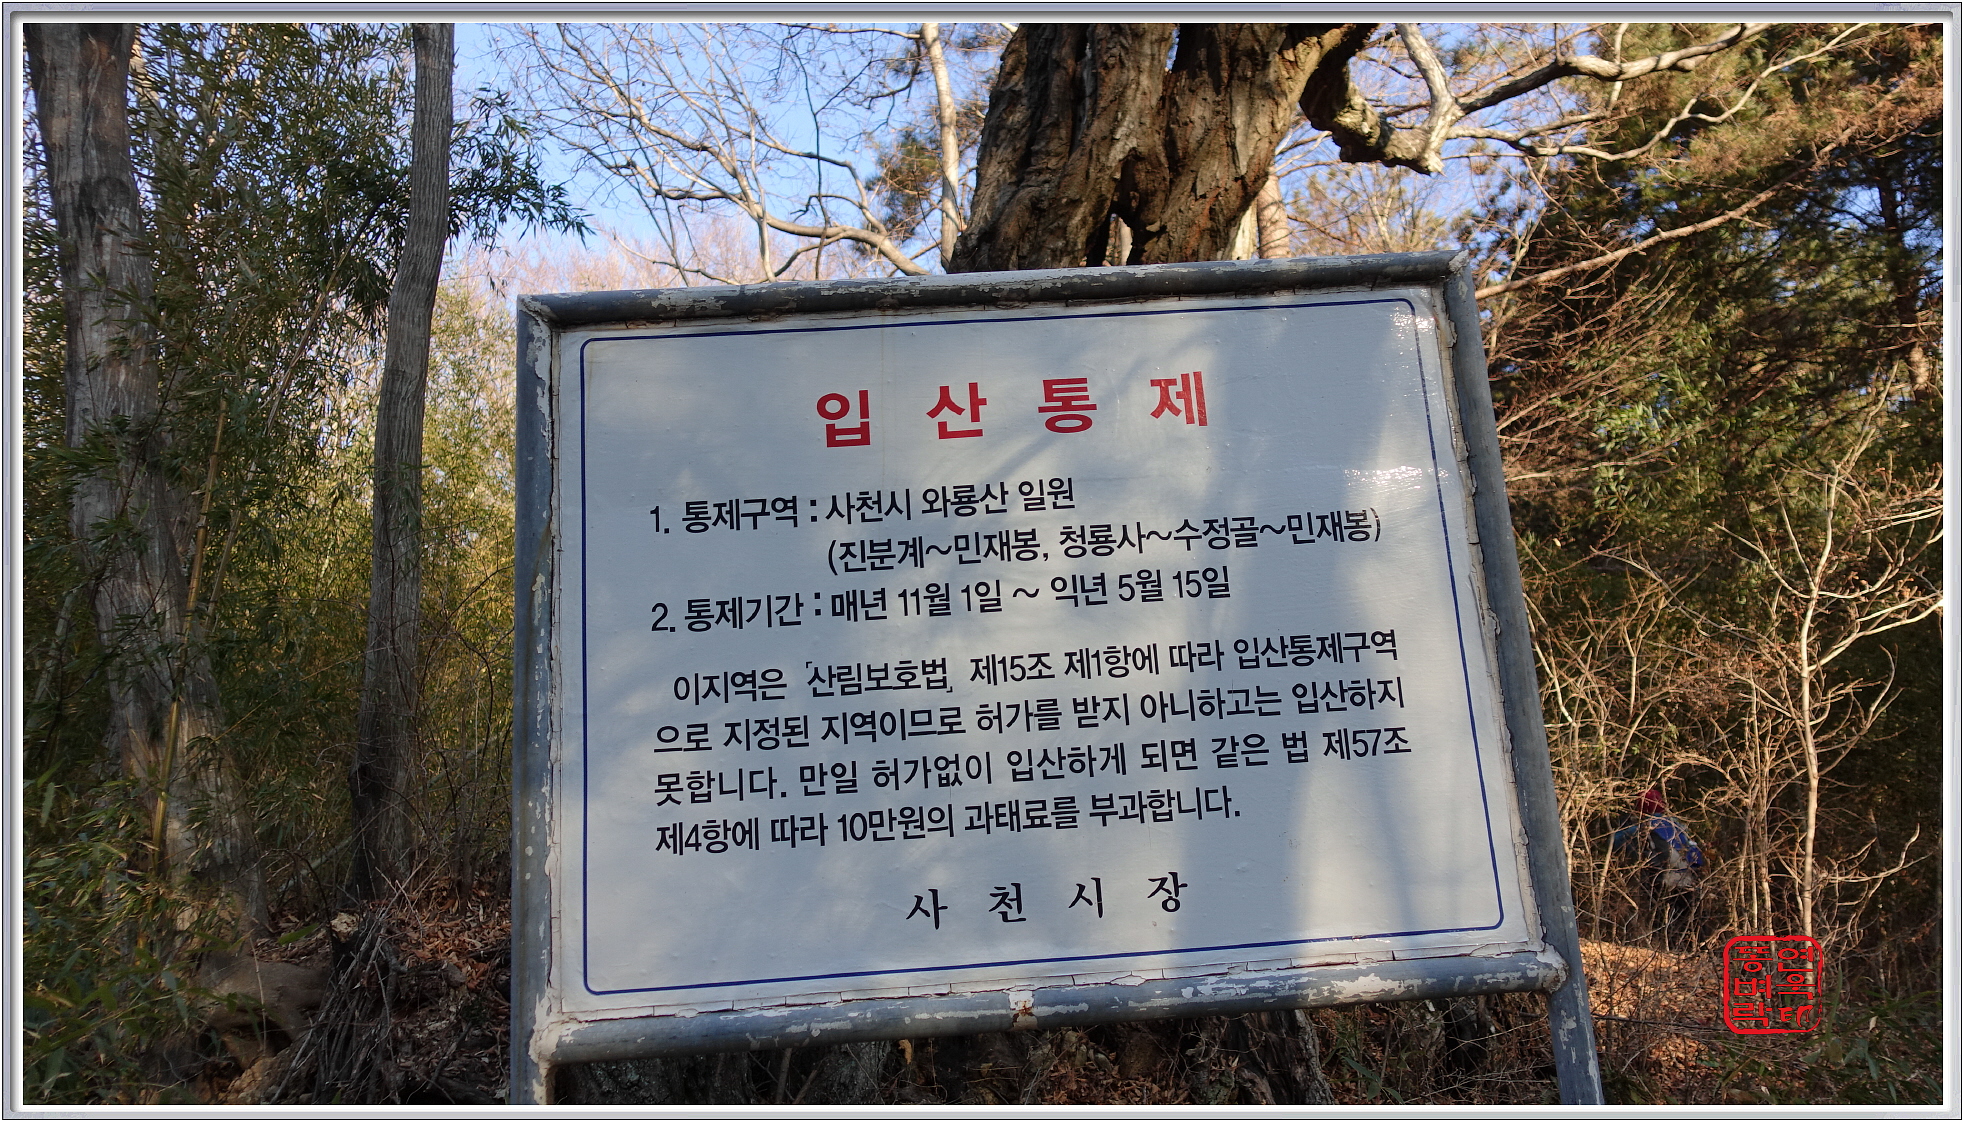 입 산 통 제
1. 통제구역 : 사천시 와룡산 일원
(진분계~민재봉, 청룡사~수정골~민재봉)
2. 통제기간 : 매년 11월 1일 ~ 익년 5월 15일
이지역은 「산림보호법」 제15조 제1항에 따라 입산통제구역
으로 지정된 지역이므로 허가를 받지 아니하고는 입산하지
못합니다. 만일 허가없이 입산하게 되면 같은 법 제57조
제4항에 따라 10만원의 과태료를 부과합니다.
사 천 시 장